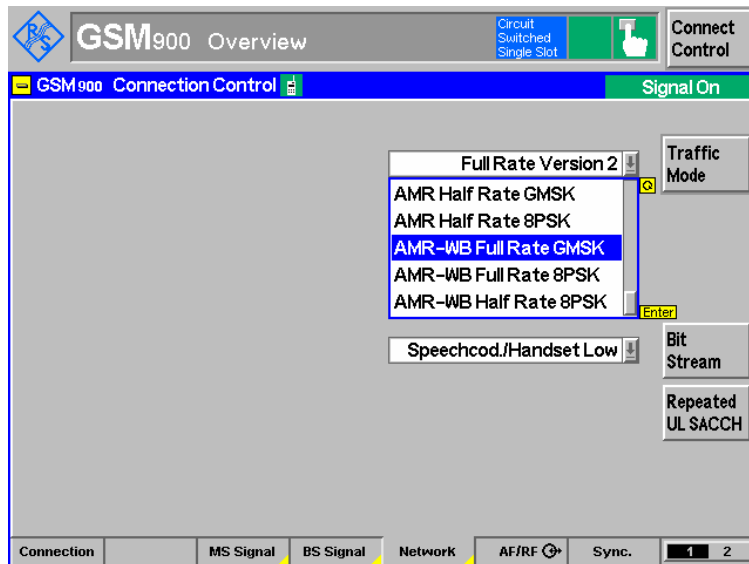 R&S
GSM900 Overview
Circuit
Switched
Single Slot
Connect
Control
GSM900 Connection Control
Signal On
Full Rate Version 2
Traffic
Mode
Q
AMR Half Rate GMSK
AMR Half Rate 8PSK
AMR-WB Full Rate GMSK
AMR-WB Full Rate 8PSK
AMR-WB Half Rate 8PSK
Enter
Speechcod./Handset Low
Bit
Stream
Repeated
UL SACCH
Connection
MS Signal
BS Signal
Network
AF/RF
Sync.
1 2